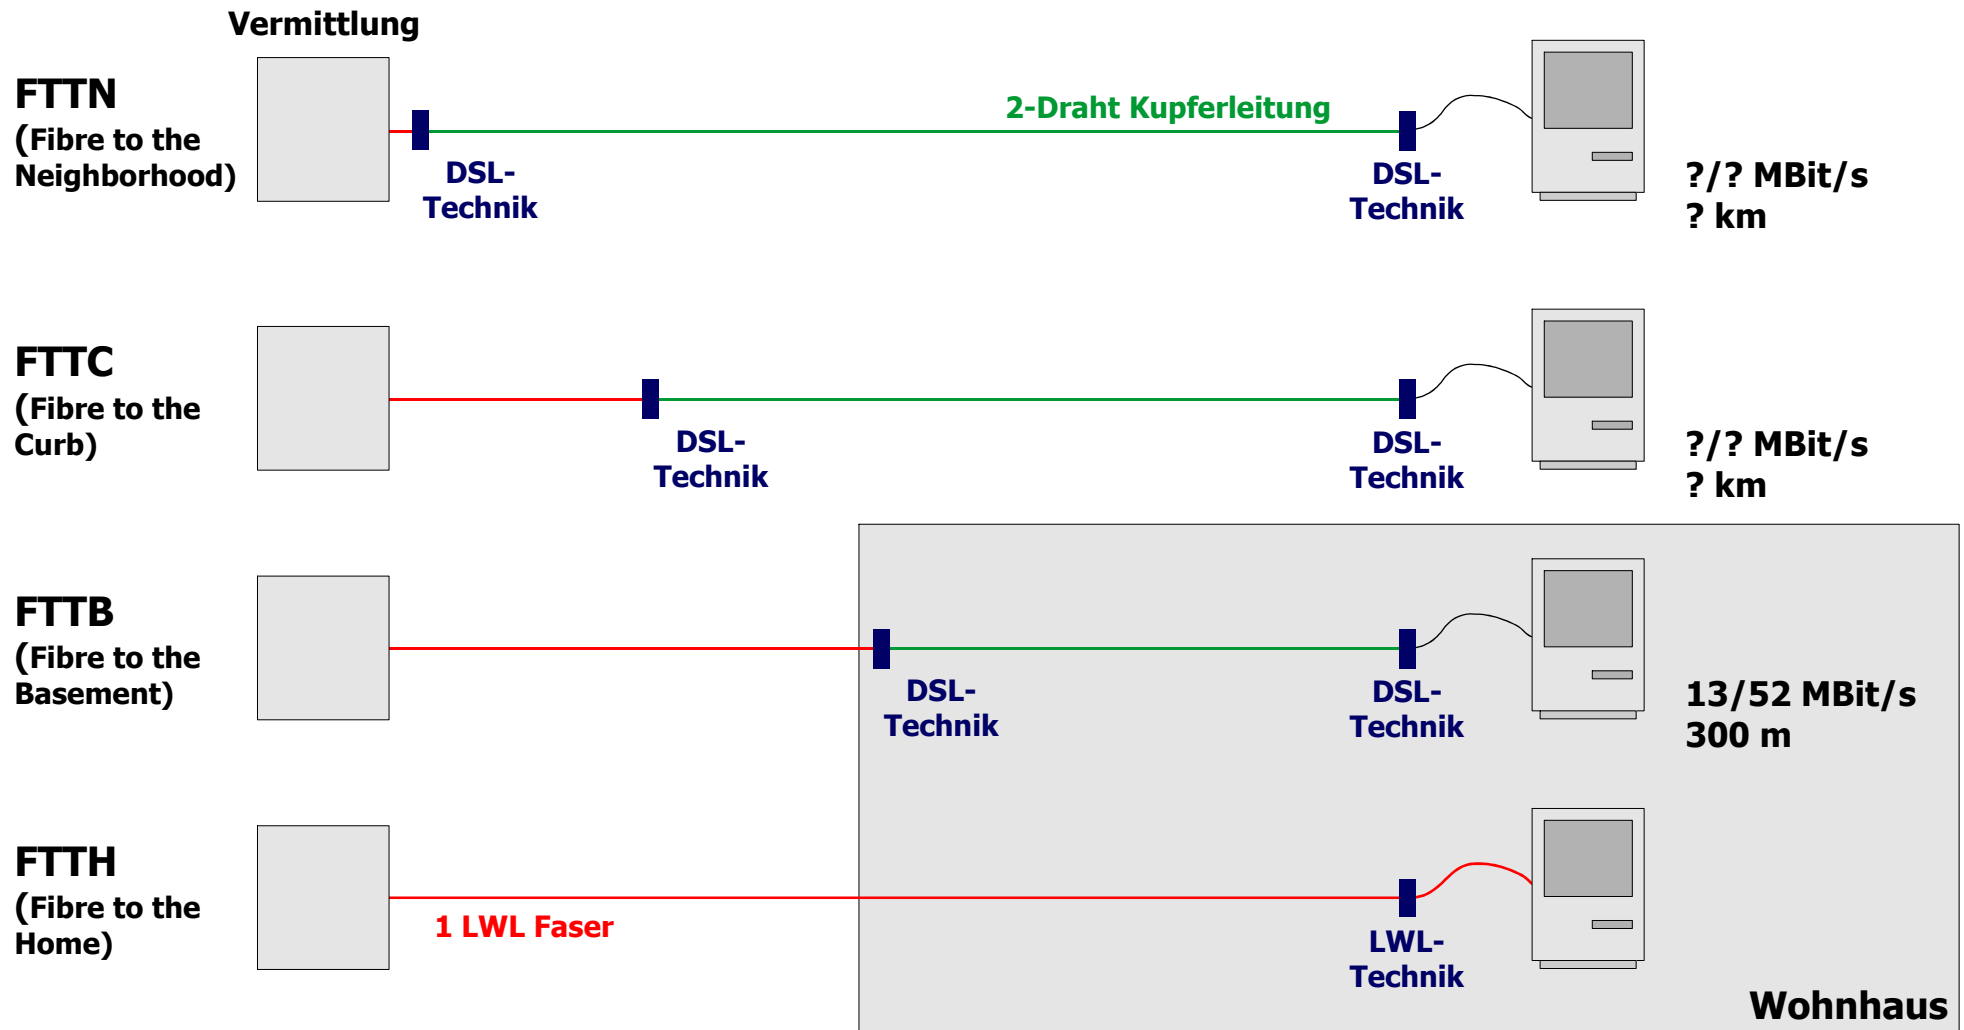 Vermittlung
FTTN
(Fibre to the
Neighborhood)
2-Draht Kupferleitung
DSL-
Technik
DSL-
Technik
?/? MBit/s
? km
FTTC
(Fibre to the
Curb)
DSL-
Technik
DSL-
Technik
?/? MBit/s
? km
FTTB
(Fibre to the
Basement)
DSL-
Technik
DSL-
Technik
13/52 MBit/s
300 m
FTTH
(Fibre to the
Home)
1 LWL Faser
LWL-
Technik
Wohnhaus